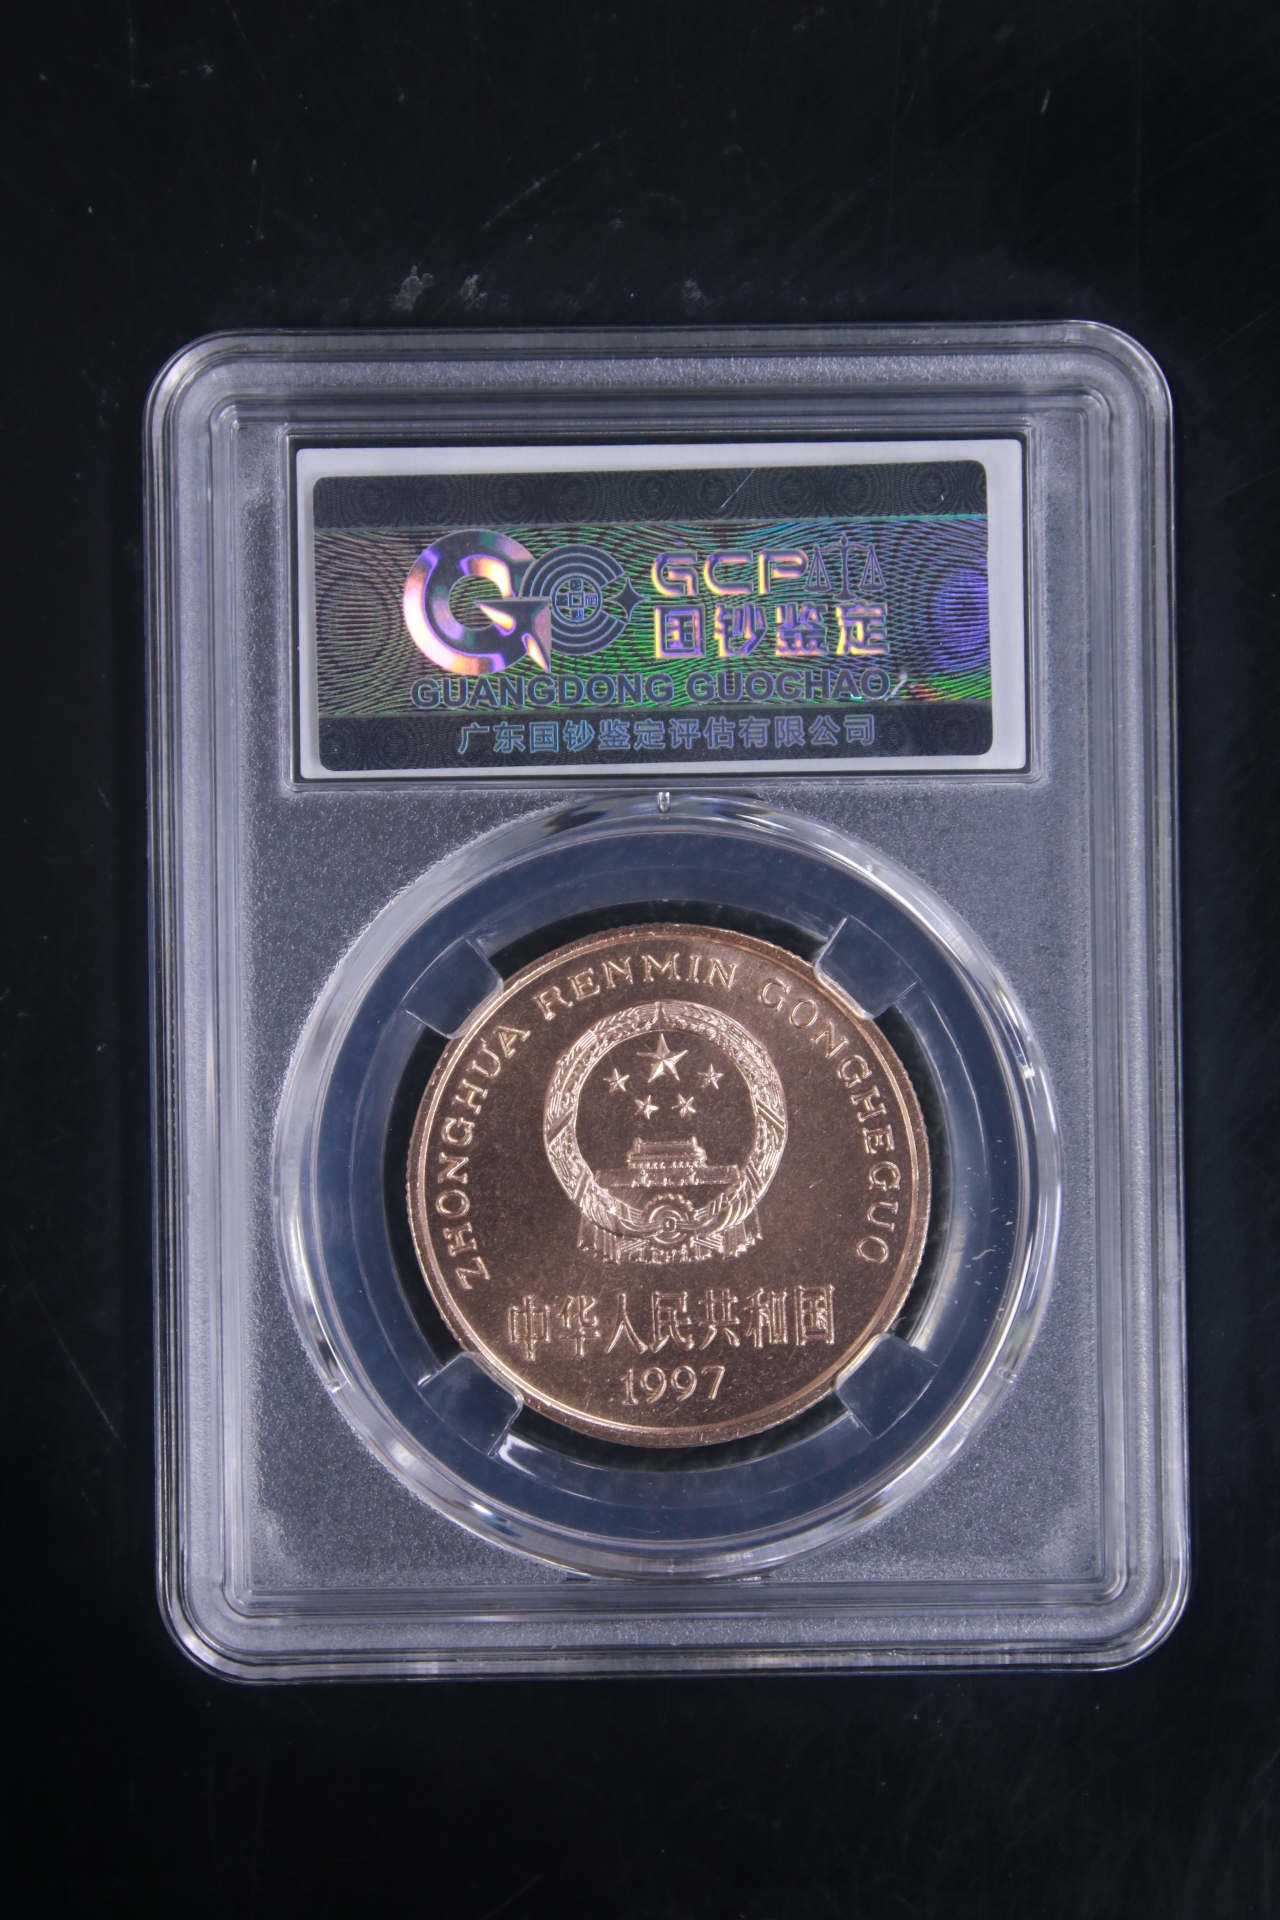 GCP
国钞鉴定
GUANGDONG GUOCHAO
广东国钞鉴定评估有限公司
ZHONGHUA RENMIN GONGHEGUO
中华人民共和国
1997